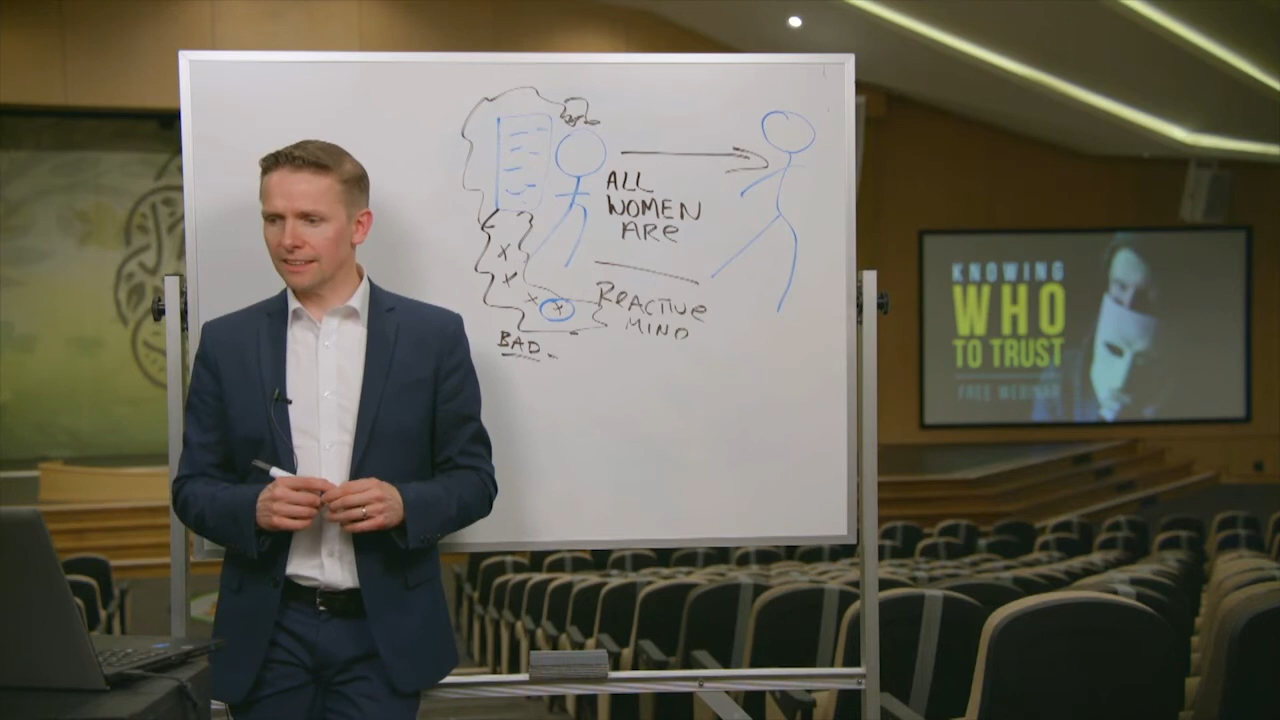 ALL
WOMEN
ARE
REACTIVE
MIND
BAD
KNOWING
WHO
TO TRUST
FREE WEBINAR